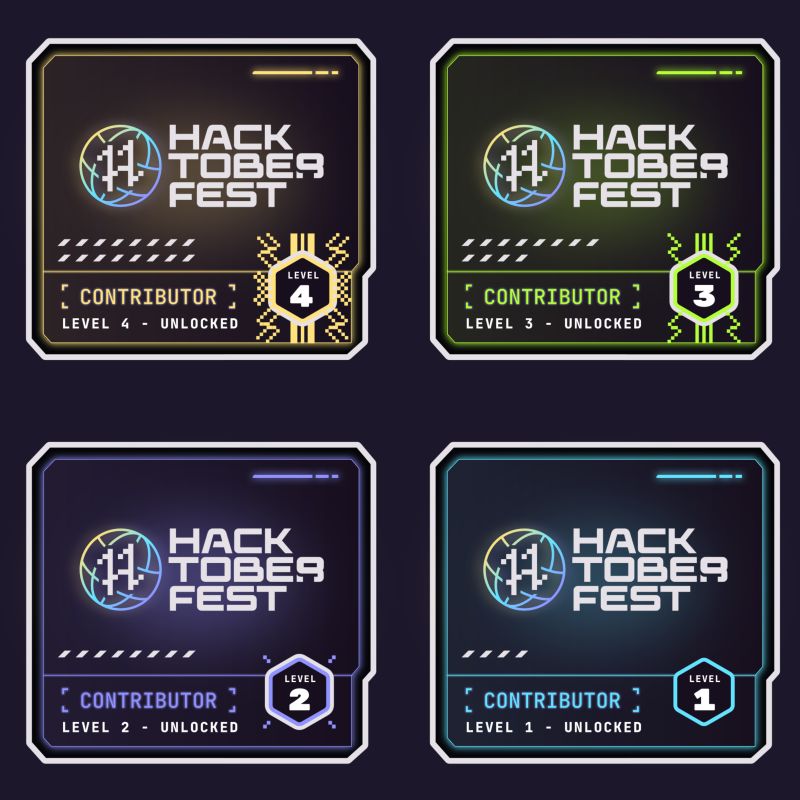 HACK
TOBER
FEST
[ CONTRIBUTOR ]
LEVEL 4 - UNLOCKED
LEVEL
4
HACK
TOBER
FEST
[ CONTRIBUTOR ]
LEVEL 3 - UNLOCKED
LEVEL
3
HACK
TOBER
FEST
[ CONTRIBUTOR ]
LEVEL 2 - UNLOCKED
LEVEL
2
HACK
TOBER
FEST
[ CONTRIBUTOR ]
LEVEL 1 - UNLOCKED
LEVEL
1